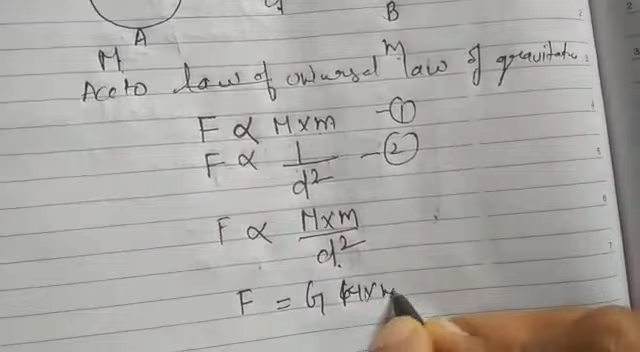 A
B
M
m
Acc to law of universal law of gravitation
F ∝ M×m -①
F ∝ 1/d² -②
F ∝ M×m/d²
F = G M×m